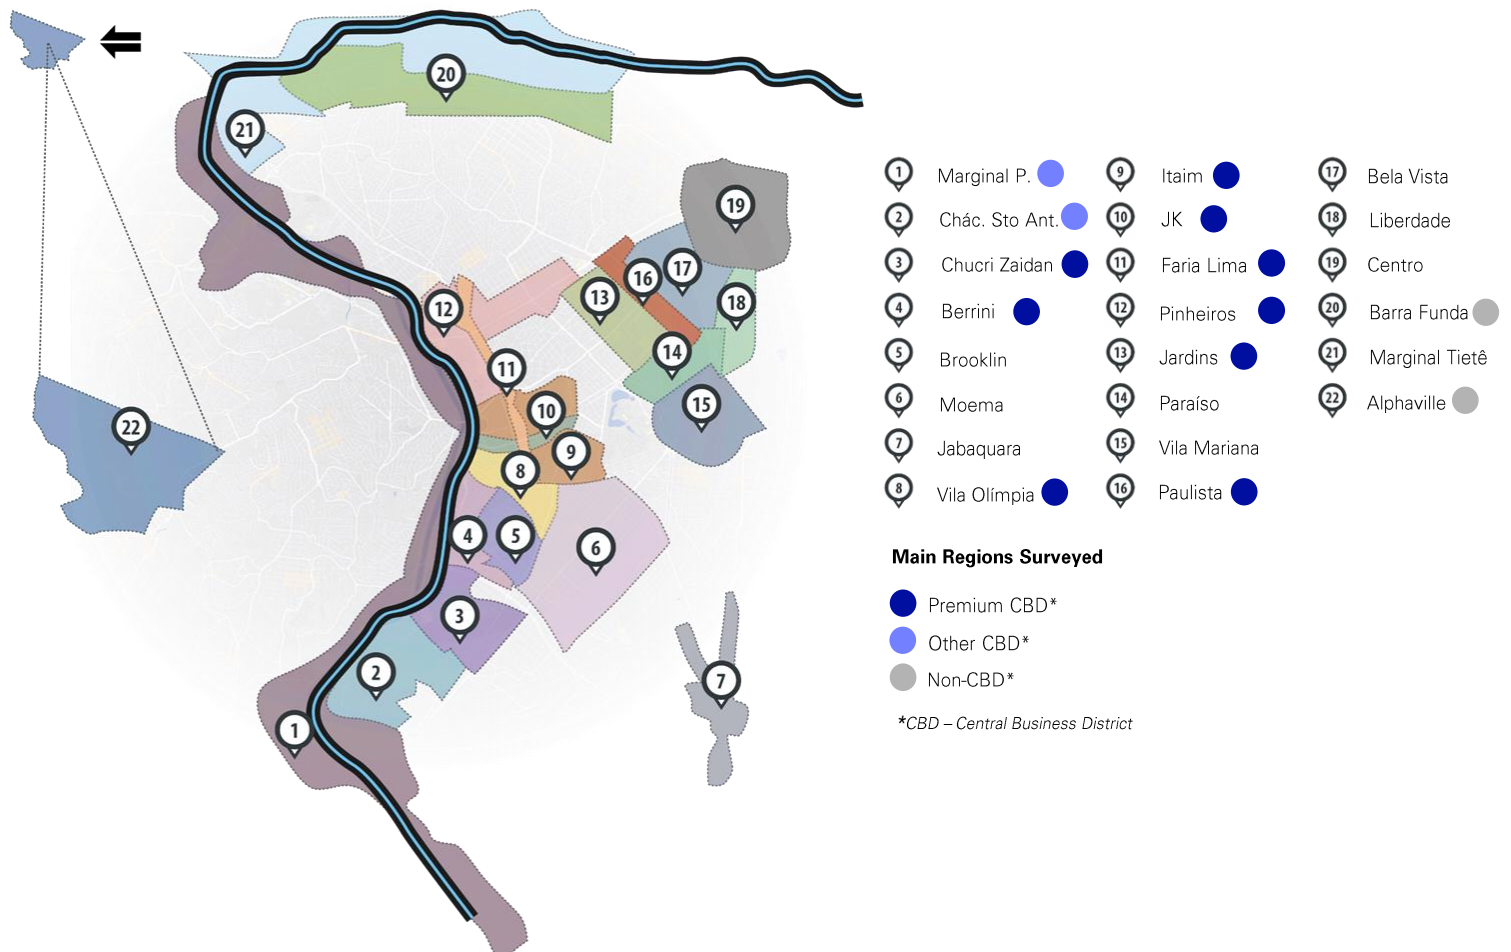 20
21
19
17
16
13
18
12
14
11
15
10
22
9
8
4
5
6
3
2
7
1
1 Marginal P.
2 Chác. Sto Ant.
3 Chucri Zaidan
4 Berrini
5 Brooklin
6 Moema
7 Jabaquara
8 Vila Olímpia
9 Itaim
10 JK
11 Faria Lima
12 Pinheiros
13 Jardins
14 Paraíso
15 Vila Mariana
16 Paulista
17 Bela Vista
18 Liberdade
19 Centro
20 Barra Funda
21 Marginal Tietê
22 Alphaville
Main Regions Surveyed
Premium CBD*
Other CBD*
Non-CBD*
*CBD – Central Business District